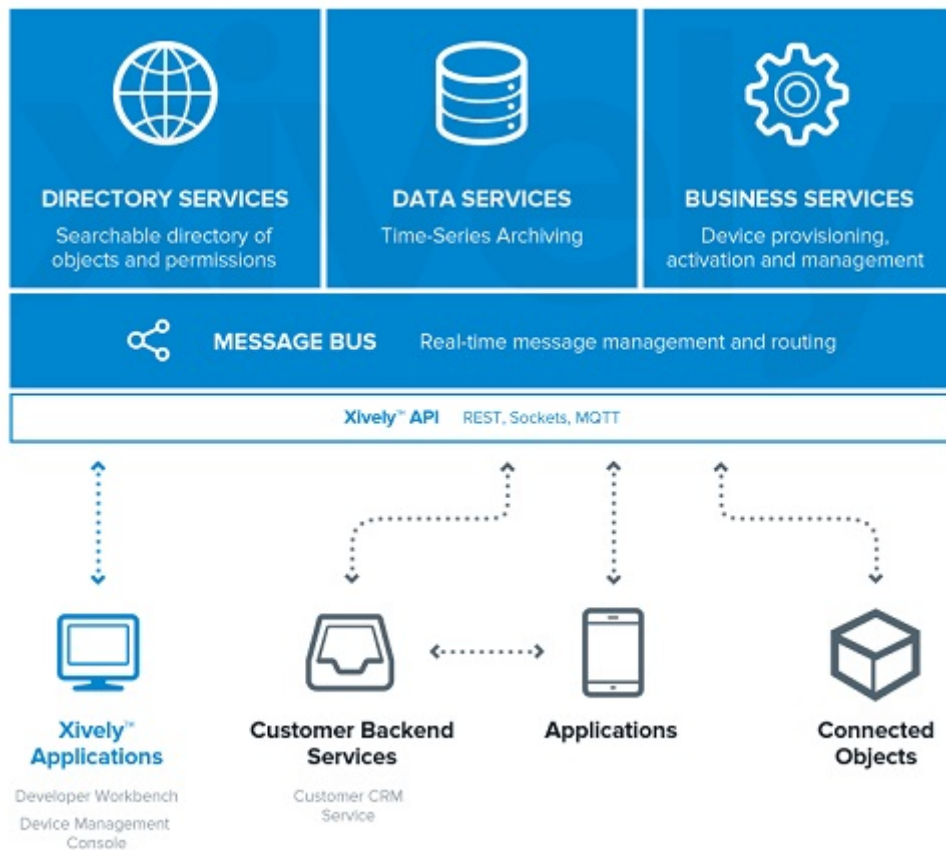 xively
DIRECTORY SERVICES
Searchable directory of
objects and permissions
DATA SERVICES
Time-Series Archiving
BUSINESS SERVICES
Device provisioning,
activation and management
MESSAGE BUS Real-time message management and routing
Xively™ API REST, Sockets, MQTT
Xively™
Applications
Developer Workbench
Device Management
Console
Customer Backend
Services
Customer CRM
Service
Applications
Connected
Objects